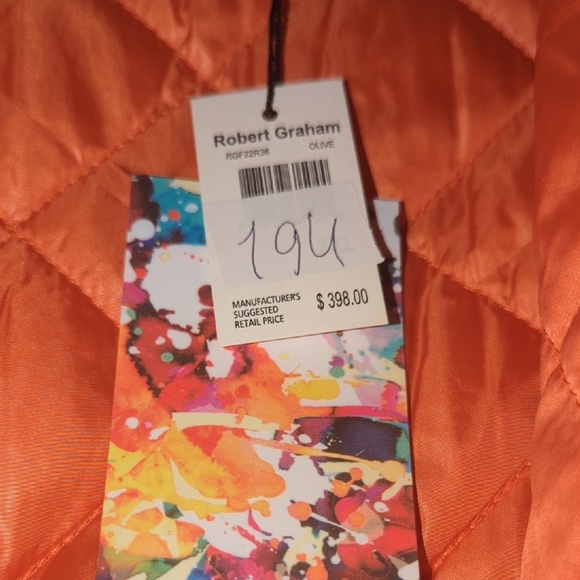 Robert Graham
RGF22R38 OLIVE
194
MANUFACTURER'S
SUGGESTED
RETAIL PRICE
$ 398.00